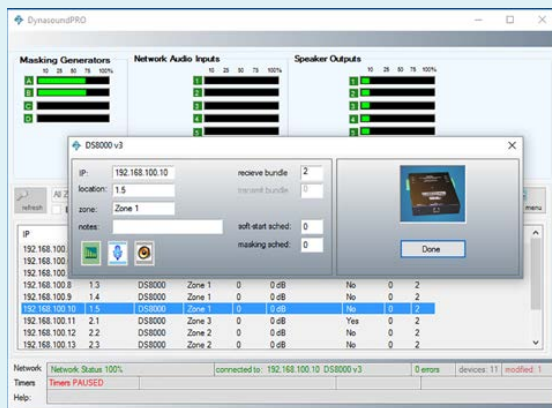 DynasoundPRO
Masking Generators
Network Audio Inputs
Speaker Outputs
10 25 50 75 100%
10 25 50 75 100%
10 25 50 75 100%
A
B
C
D
1
2
3
4
5
1
2
3
4
5
DS8000 v3
IP: 192.168.100.10
location: 1.5
zone: Zone 1
notes:
recieve bundle 2
transmit bundle 0
soft-start sched: 0
masking sched: 0
Done
refresh
All Z
menu
IP
192.168.100.8 1.3 DS8000 Zone 1 0 0 dB No 0 2
192.168.100.9 1.4 DS8000 Zone 1 0 0 dB No 0 2
192.168.100.10 1.5 DS8000 Zone 1 0 0 dB No 0 2
192.168.100.11 2.1 DS8000 Zone 3 0 0 dB Yes 0 2
192.168.100.12 2.2 DS8000 Zone 2 0 0 dB No 0 2
192.168.100.13 2.3 DS8000 Zone 2 0 0 dB No 0 2
Network Network Status 100% connected to: 192.168.100.10 DS8000 v3 0 errors devices: 11 modified: 1
Timers Timers PAUSED
Help: